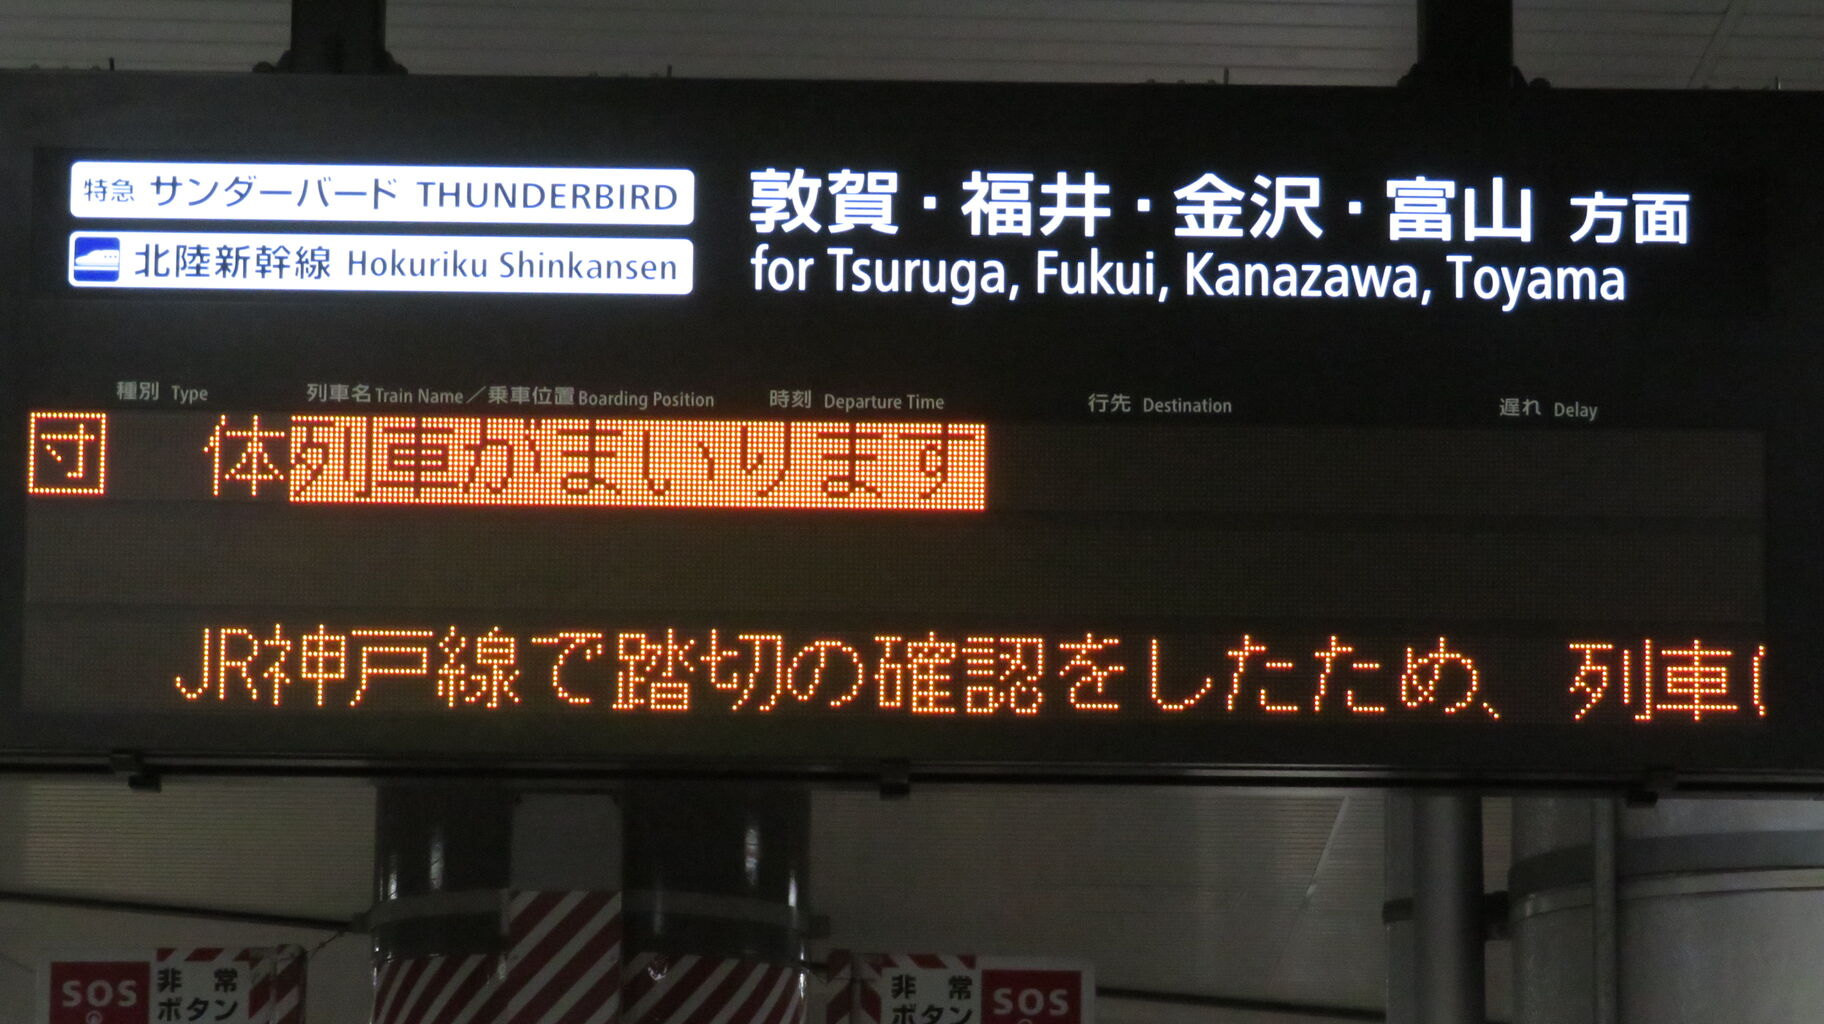 特急 サンダーバード THUNDERBIRD
北陸新幹線 Hokuriku Shinkansen
敦賀・福井・金沢・富山 方面
for Tsuruga, Fukui, Kanazawa, Toyama
種別 Type 列車名 Train Name／乗車位置 Boarding Position 時刻 Departure Time 行先 Destination 遅れ Delay
団 体列車がまいります
JR神戸線で踏切の確認をしたため、列車
SOS 非常
ボタン
非常 SOS
ボタン